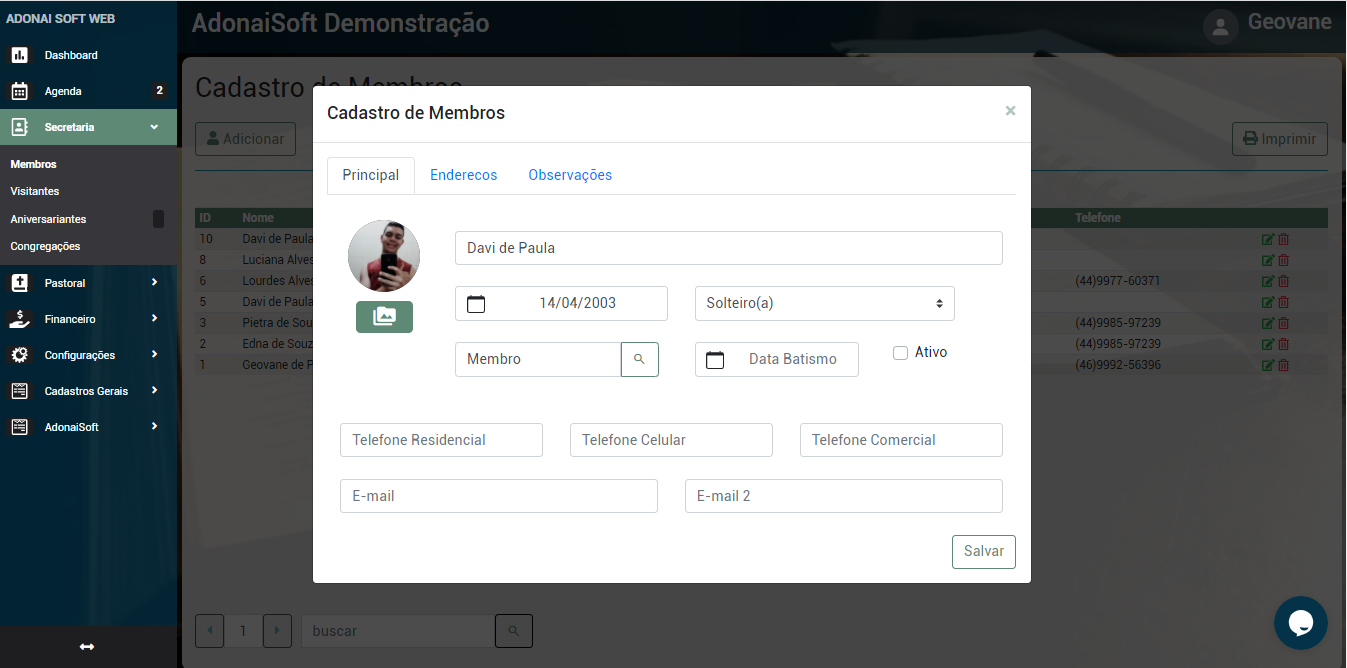 ADONAI SOFT WEB
AdonaiSoft Demonstração
Geovane
Dashboard
Agenda 2
Secretaria
Membros
Visitantes
Aniversariantes
Congregações
Pastoral
Financeiro
Configurações
Cadastros Gerais
AdonaiSoft
Cadastro de Membros
Adicionar
Imprimir
ID Nome Telefone
10 Davi de Paula
8 Luciana Alves
6 Lourdes Alves (44)9977-60371
5 Davi de Paula
3 Pietra de Sou (44)9985-97239
2 Edna de Souz (44)9985-97239
1 Geovane de P (46)9992-56396
1
buscar
Cadastro de Membros ×
Principal Enderecos Observações
Davi de Paula
14/04/2003 Solteiro(a)
Membro Data Batismo Ativo
Telefone Residencial Telefone Celular Telefone Comercial
E-mail E-mail 2
Salvar